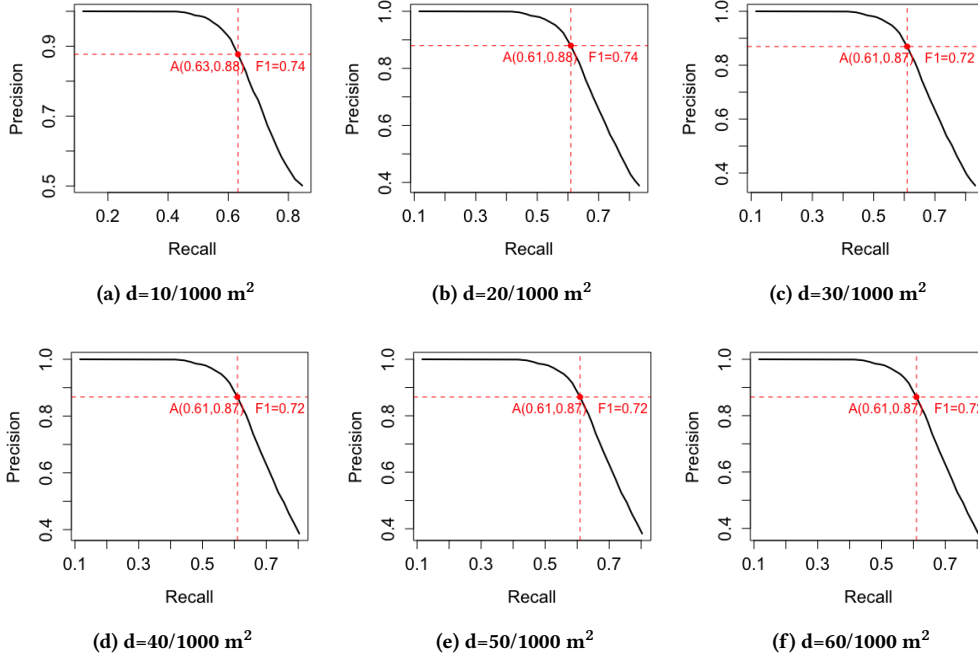 Precision
0.5 0.7 0.9
A(0.63,0.88) F1=0.74
0.2 0.4 0.6 0.8
Recall
(a) d=10/1000 m²
Precision
0.4 0.6 0.8 1.0
A(0.61,0.88) F1=0.74
0.1 0.3 0.5 0.7
Recall
(b) d=20/1000 m²
Precision
0.4 0.6 0.8 1.0
A(0.61,0.87) F1=0.72
0.1 0.3 0.5 0.7
Recall
(c) d=30/1000 m²
Precision
0.4 0.6 0.8 1.0
A(0.61,0.87) F1=0.72
0.1 0.3 0.5 0.7
Recall
(d) d=40/1000 m²
Precision
0.4 0.6 0.8 1.0
A(0.61,0.87) F1=0.72
0.1 0.3 0.5 0.7
Recall
(e) d=50/1000 m²
Precision
0.4 0.6 0.8 1.0
A(0.61,0.87) F1=0.72
0.1 0.3 0.5 0.7
Recall
(f) d=60/1000 m²